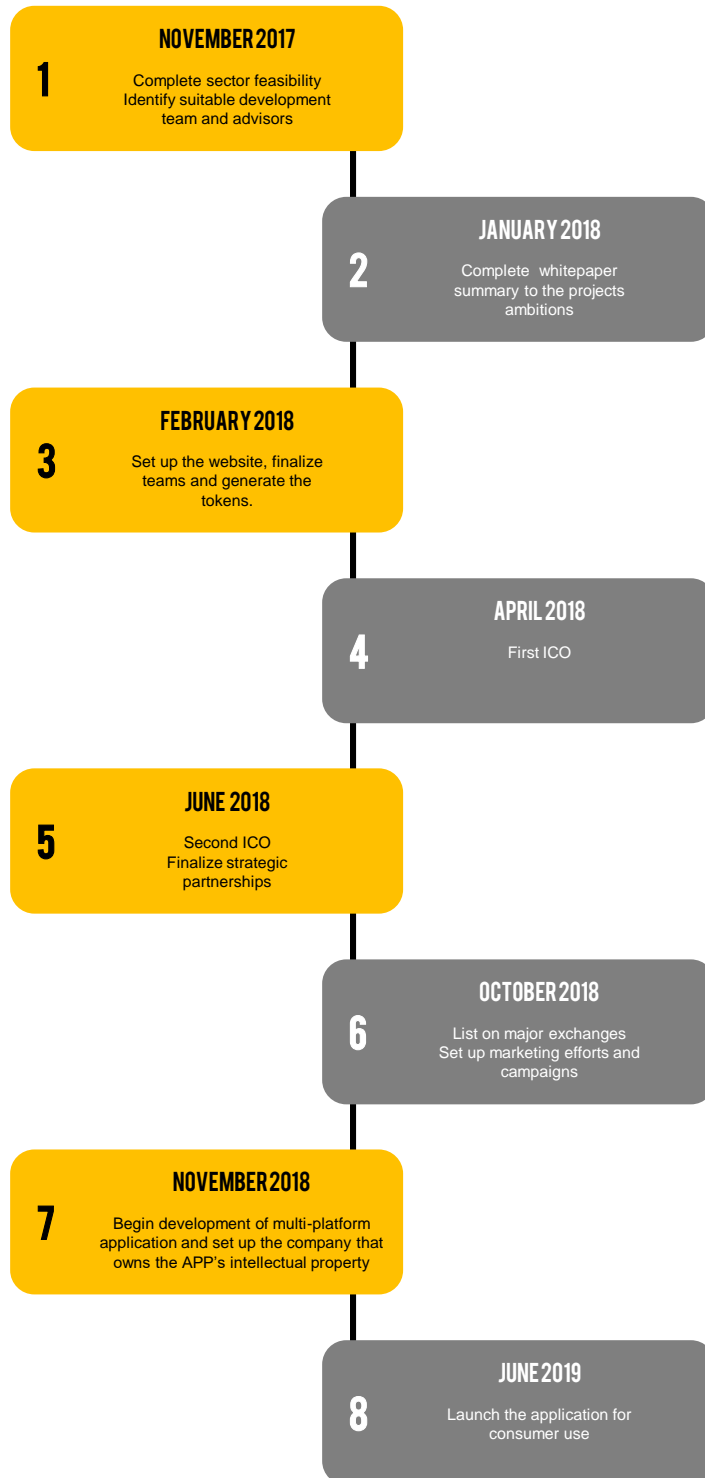 NOVEMBER 2017
1
Complete sector feasibility
Identify suitable development
team and advisors
JANUARY 2018
2
Complete whitepaper
summary to the projects
ambitions
FEBRUARY 2018
3
Set up the website, finalize
teams and generate the
tokens.
APRIL 2018
4
First ICO
JUNE 2018
5
Second ICO
Finalize strategic
partnerships
OCTOBER 2018
6
List on major exchanges
Set up marketing efforts and
campaigns
NOVEMBER 2018
7
Begin development of multi-platform
application and set up the company that
owns the APP's intellectual property
JUNE 2019
8
Launch the application for
consumer use